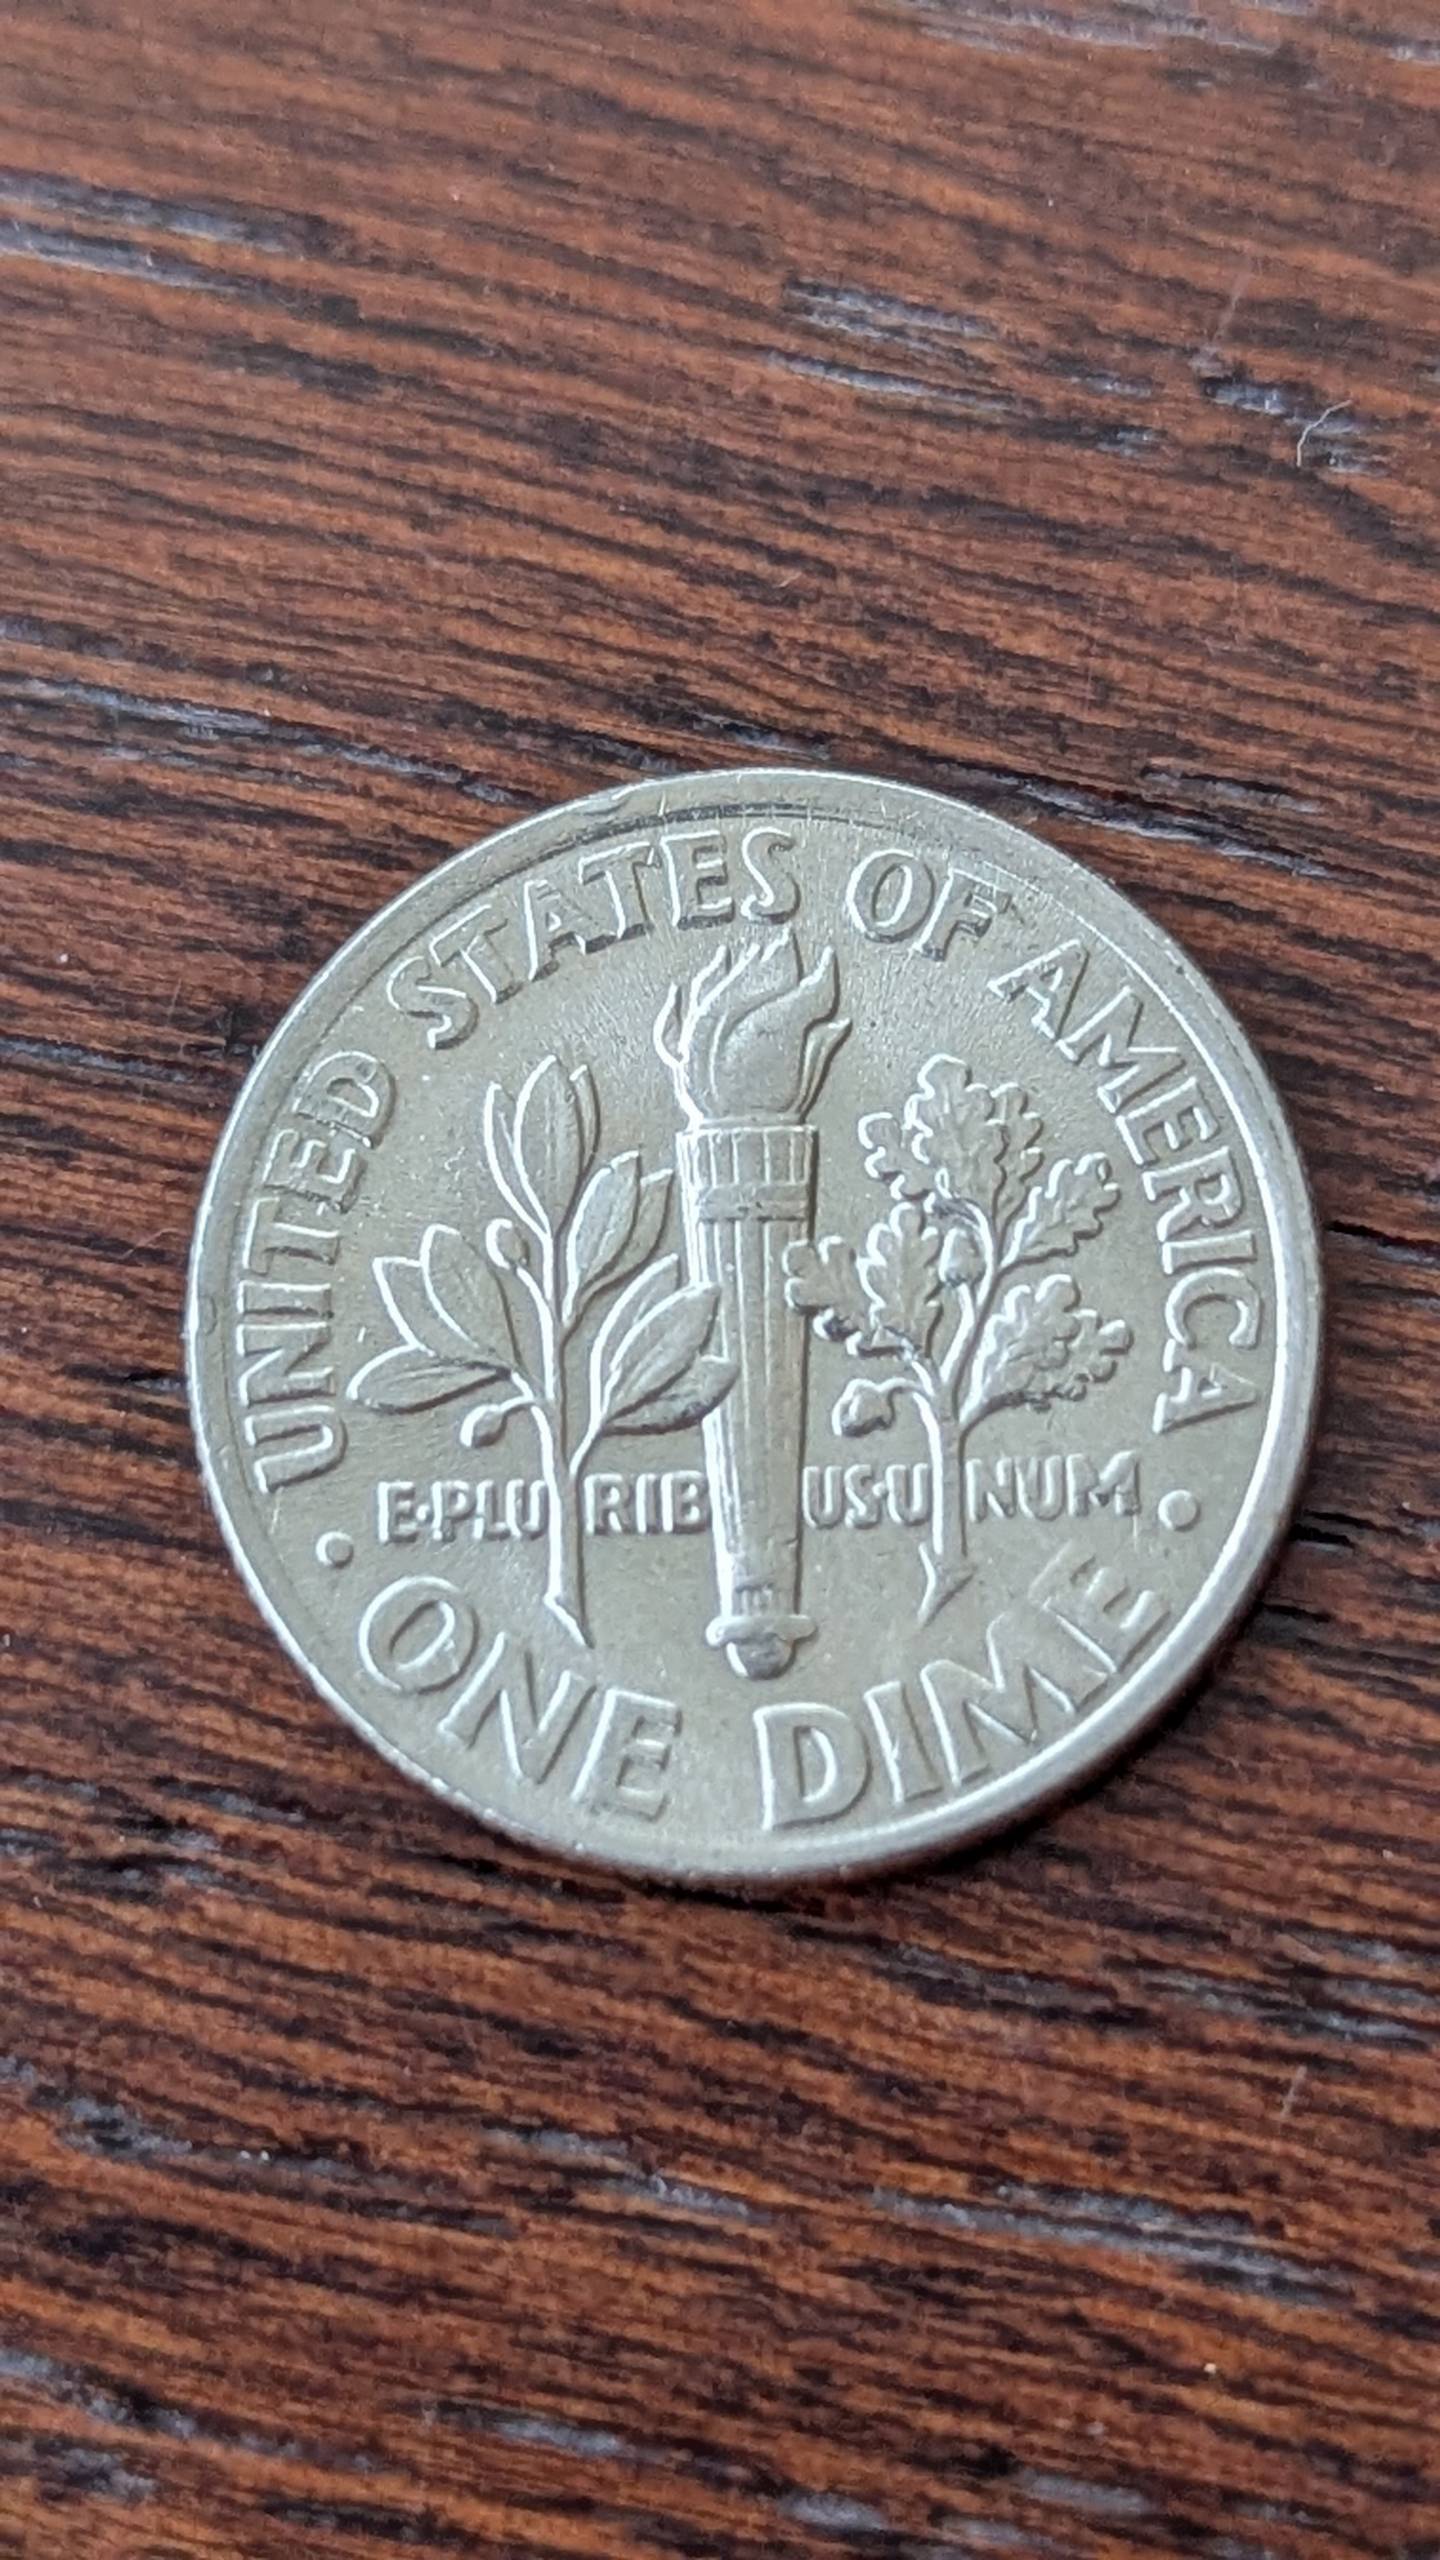 UNITED STATES OF AMERICA
E·PLURIBUS·UNUM
· ONE DIME ·